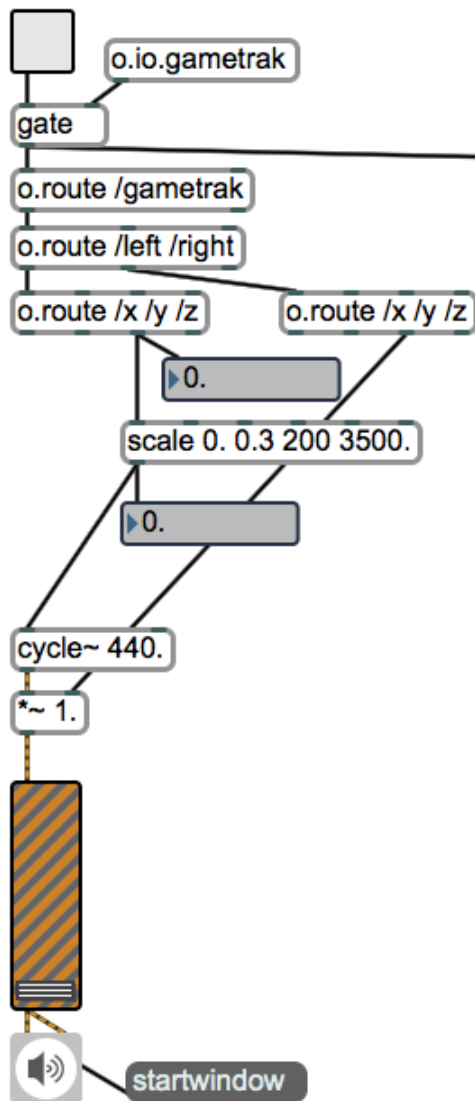 o.io.gametrak
gate
o.route /gametrak
o.route /left /right
o.route /x /y /z
o.route /x /y /z
0.
scale 0. 0.3 200 3500.
0.
cycle~ 440.
*~ 1.
startwindow